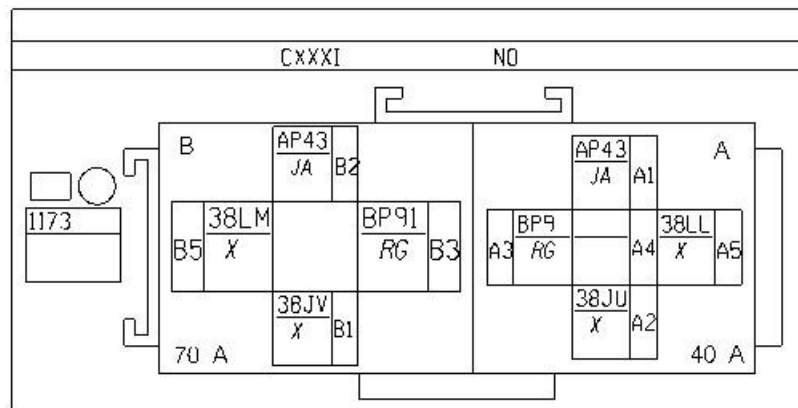 CXXXI NO
B AP43 B2 AP43 A
JA JA A1
1173 38LM BP91 BP9 38LL
B5 X RG B3 A3 RG A4 X A5
38JV 38JU
X B1 X A2
70 A 40 A